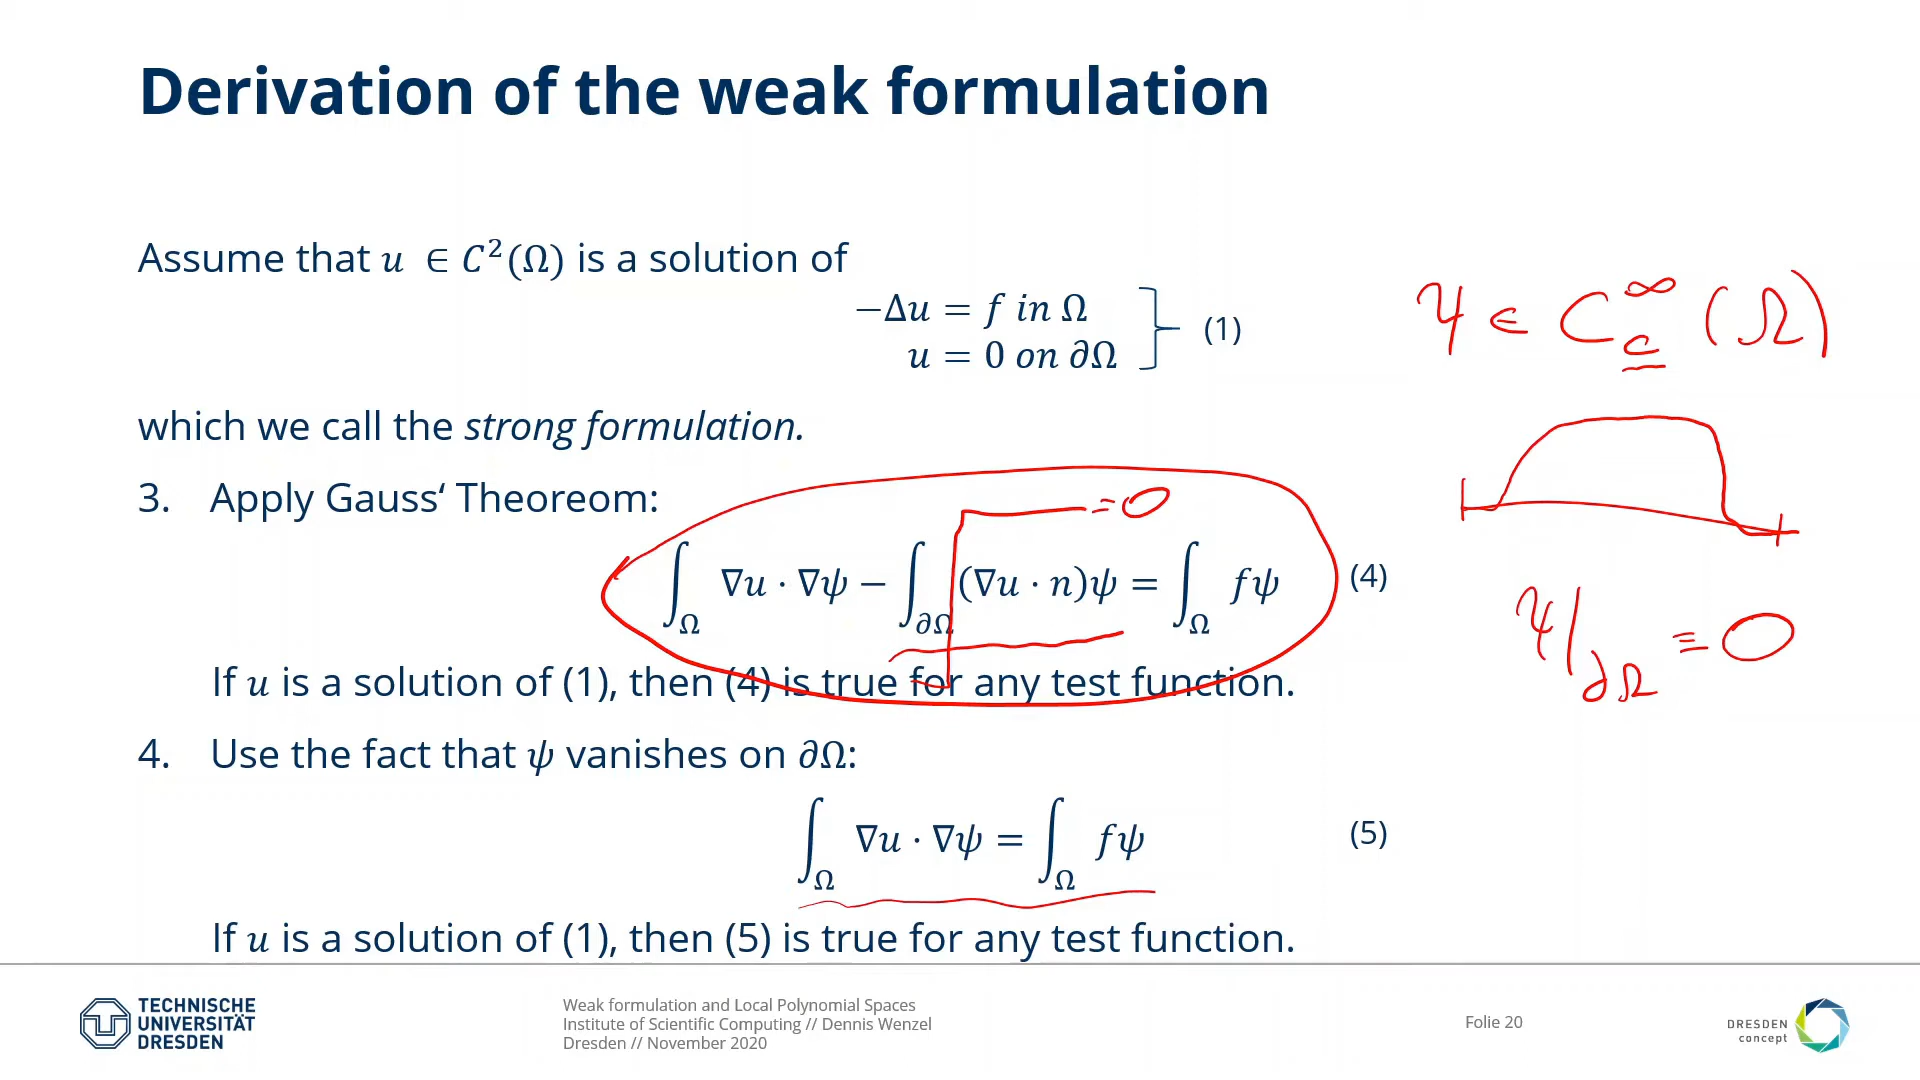 Derivation of the weak formulation
Assume that u ∈ C²(Ω) is a solution of
−Δu = f in Ω
u = 0 on ∂Ω
(1)
ψ ∈ C_c^∞ (Ω)
which we call the strong formulation.
3. Apply Gauss‘ Theoreom:
= 0
∫_Ω ∇u · ∇ψ − ∫_∂Ω (∇u · n)ψ = ∫_Ω fψ (4)
ψ|_∂Ω = 0
If u is a solution of (1), then (4) is true for any test function.
4. Use the fact that ψ vanishes on ∂Ω:
∫_Ω ∇u · ∇ψ = ∫_Ω fψ (5)
If u is a solution of (1), then (5) is true for any test function.
TECHNISCHE
UNIVERSITÄT
DRESDEN
Weak formulation and Local Polynomial Spaces
Institute of Scientific Computing // Dennis Wenzel
Dresden // November 2020
Folie 20
DRESDEN
concept